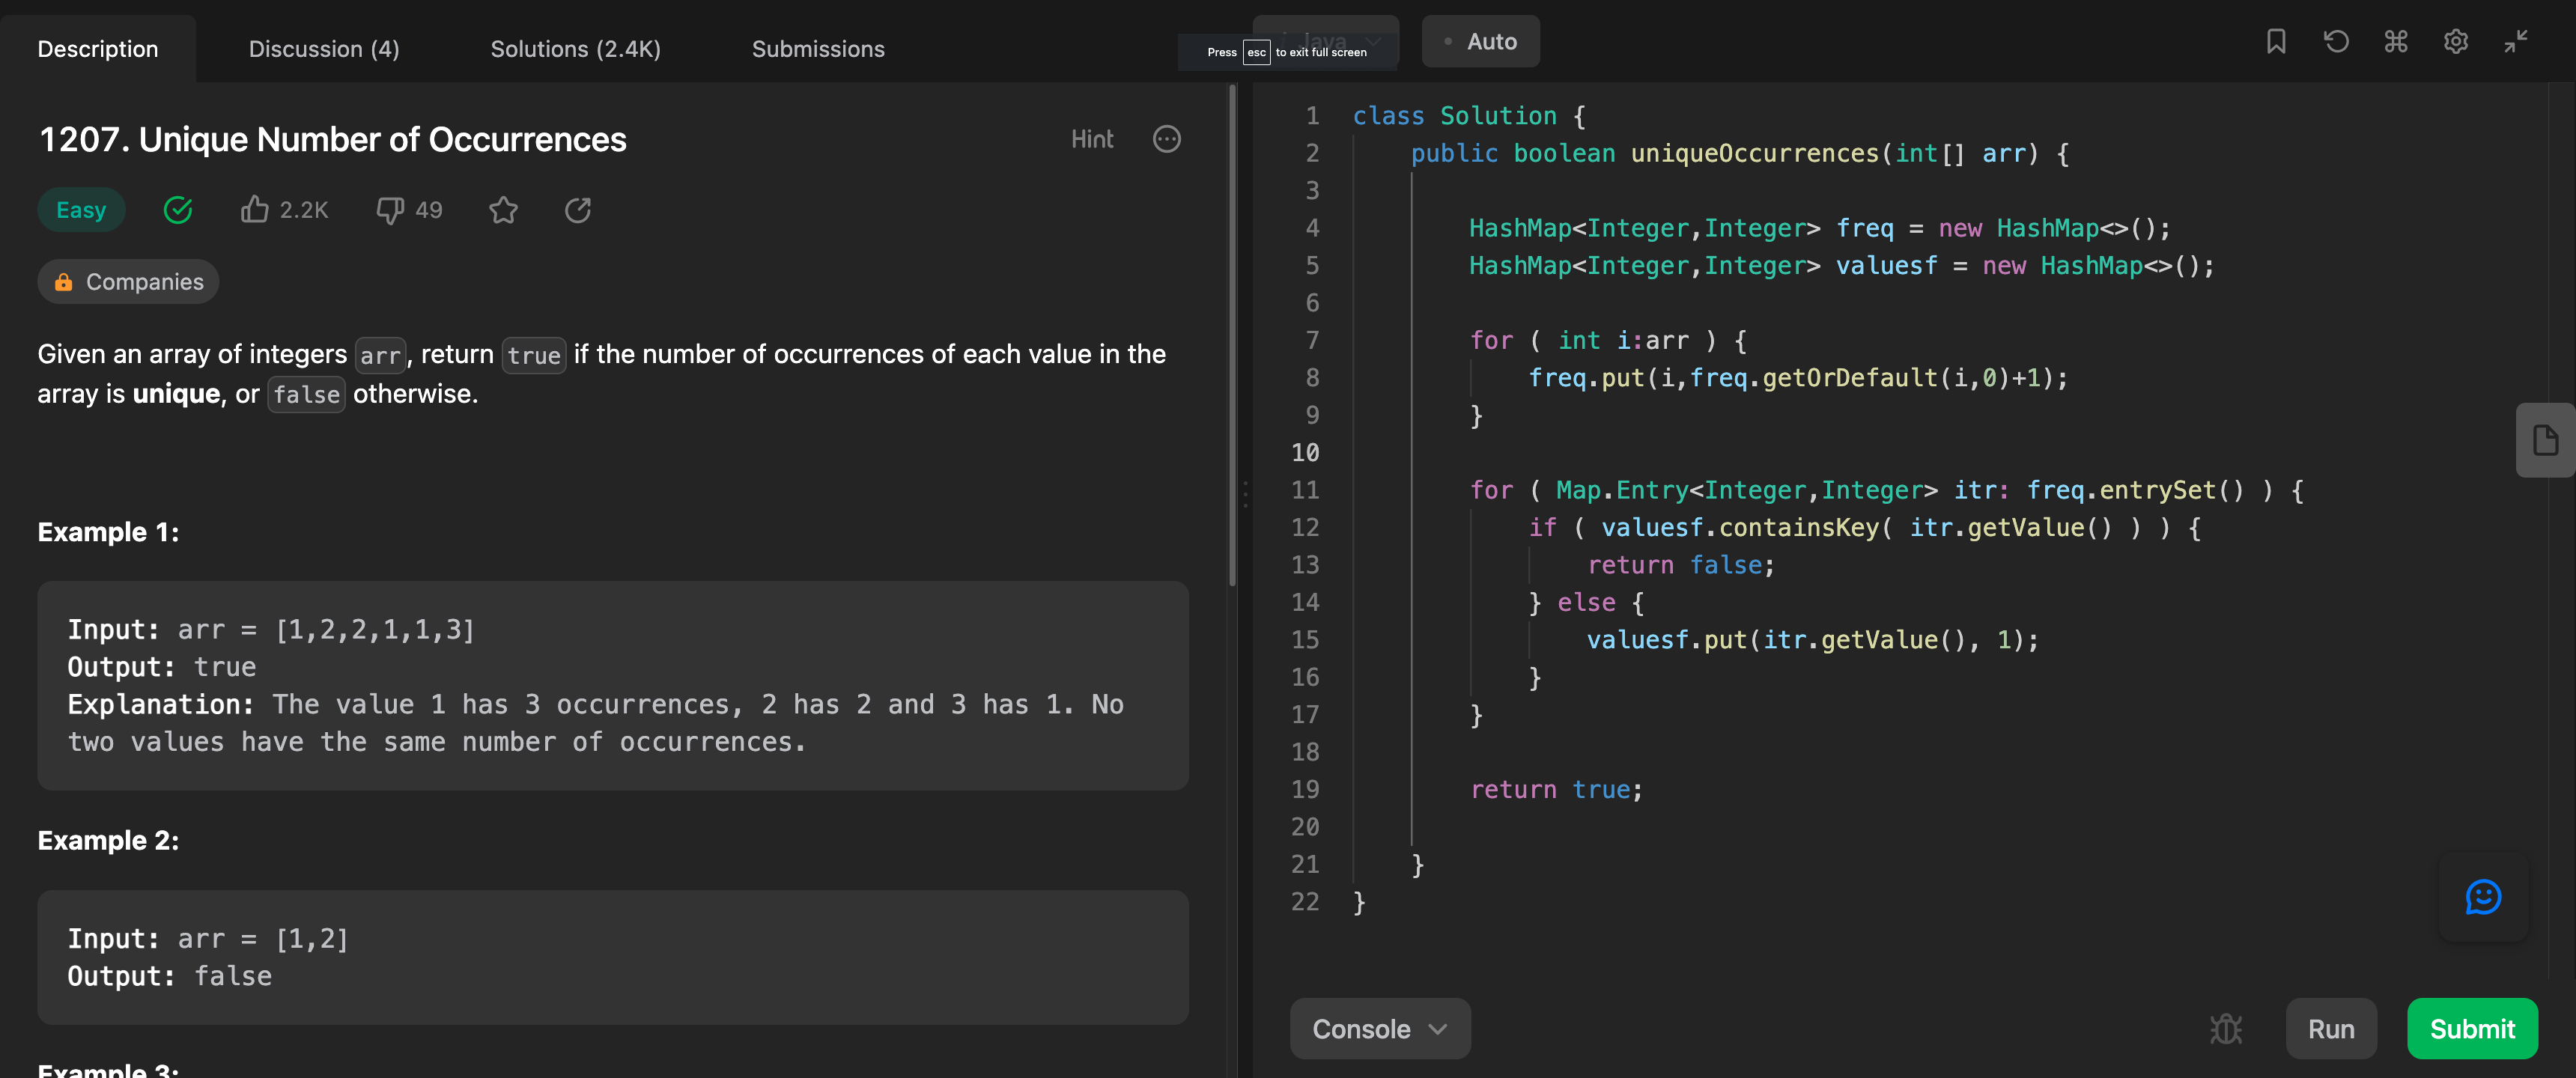 Description
Discussion (4)
Solutions (2.4K)
Submissions
Java
Press esc to exit full screen
Auto
1207. Unique Number of Occurrences
Hint
Easy
2.2K
49
Companies
Given an array of integers arr, return true if the number of occurrences of each value in the
array is unique, or false otherwise.
Example 1:
Input: arr = [1,2,2,1,1,3]
Output: true
Explanation: The value 1 has 3 occurrences, 2 has 2 and 3 has 1. No
two values have the same number of occurrences.
Example 2:
Input: arr = [1,2]
Output: false
Example 3:
1 class Solution {
2 public boolean uniqueOccurrences(int[] arr) {
3
4 HashMap<Integer,Integer> freq = new HashMap<>();
5 HashMap<Integer,Integer> valuesf = new HashMap<>();
6
7 for ( int i:arr ) {
8 freq.put(i,freq.getOrDefault(i,0)+1);
9 }
10
11 for ( Map.Entry<Integer,Integer> itr: freq.entrySet() ) {
12 if ( valuesf.containsKey( itr.getValue() ) ) {
13 return false;
14 } else {
15 valuesf.put(itr.getValue(), 1);
16 }
17 }
18
19 return true;
20
21 }
22 }
Console
Run
Submit